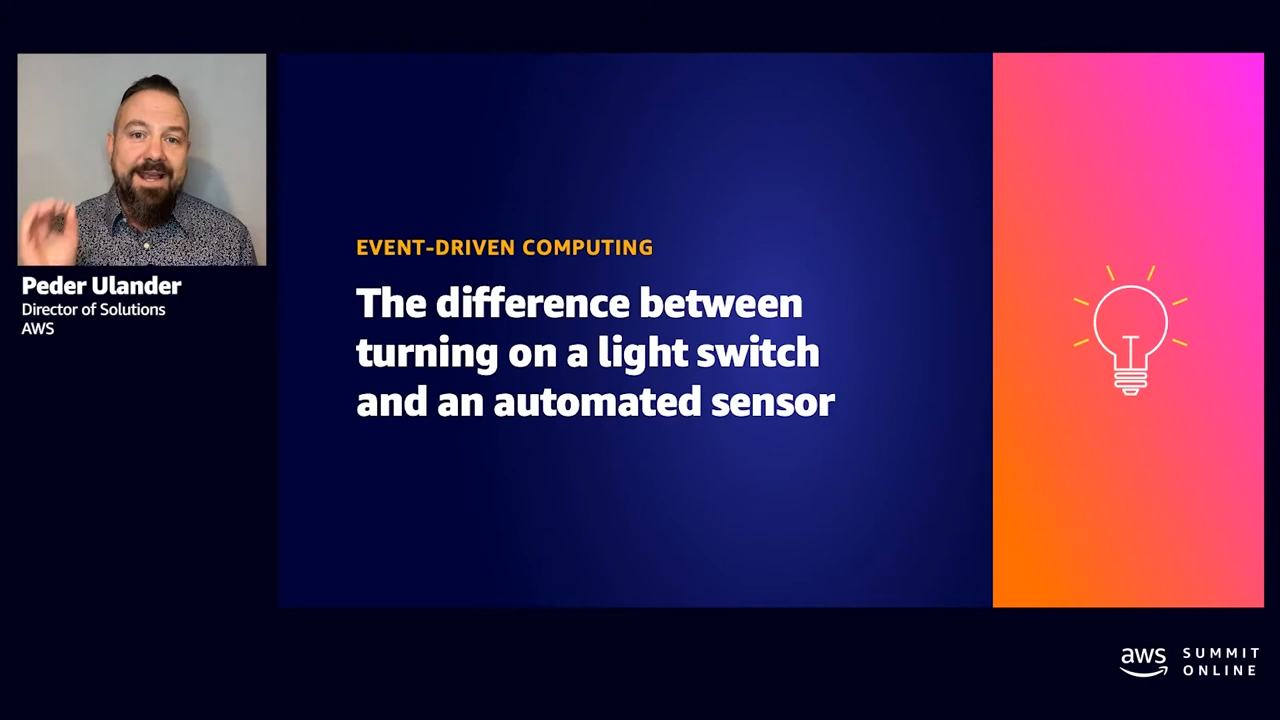 Peder Ulander
Director of Solutions
AWS
EVENT-DRIVEN COMPUTING
The difference between
turning on a light switch
and an automated sensor
aws
SUMMIT
ONLINE